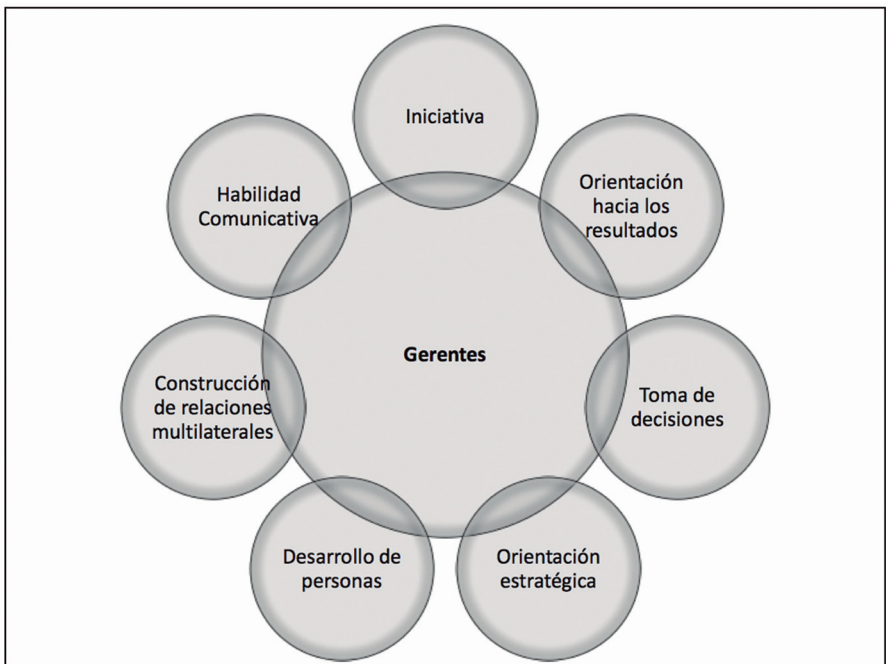 Iniciativa
Orientación
hacia los
resultados
Toma de
decisiones
Orientación
estratégica
Desarrollo de
personas
Construcción
de relaciones
multilaterales
Habilidad
Comunicativa
Gerentes